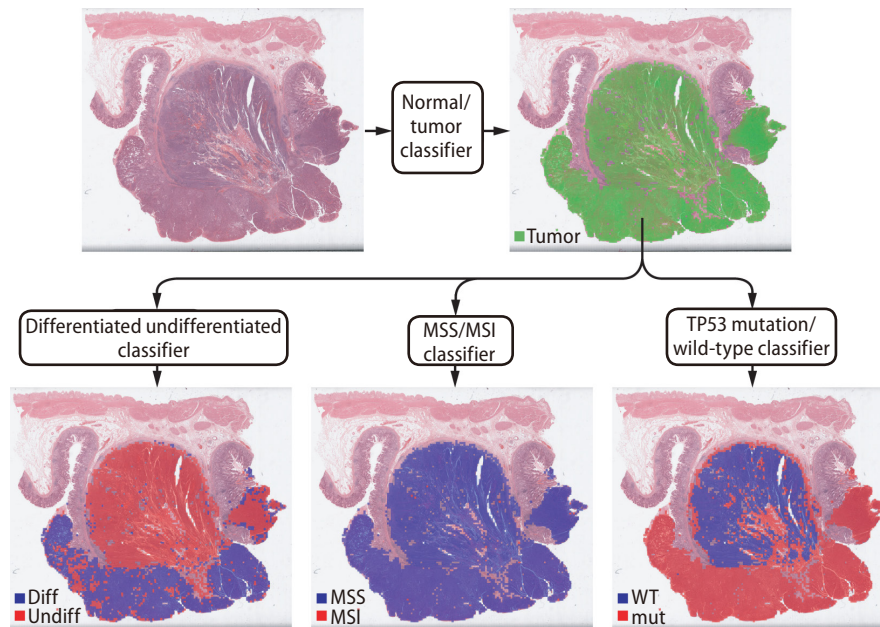 Normal/
tumor
classifier
Tumor
Differentiated undifferentiated
classifier
MSS/MSI
classifier
TP53 mutation/
wild-type classifier
Diff
Undiff
MSS
MSI
WT
mut